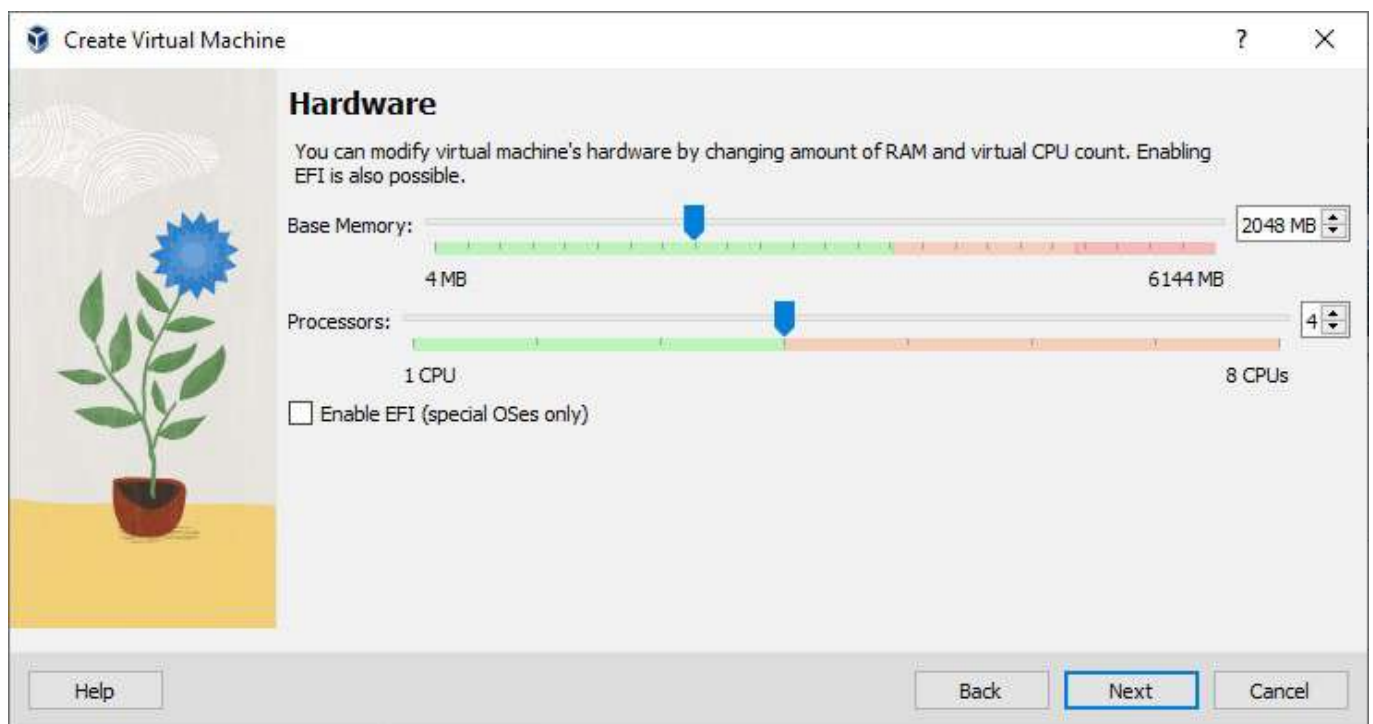 Create Virtual Machine
?
Hardware
You can modify virtual machine's hardware by changing amount of RAM and virtual CPU count. Enabling
EFI is also possible.
Base Memory:
2048 MB
4 MB
6144 MB
Processors:
4
1 CPU
8 CPUs
Enable EFI (special OSes only)
Help
Back
Next
Cancel